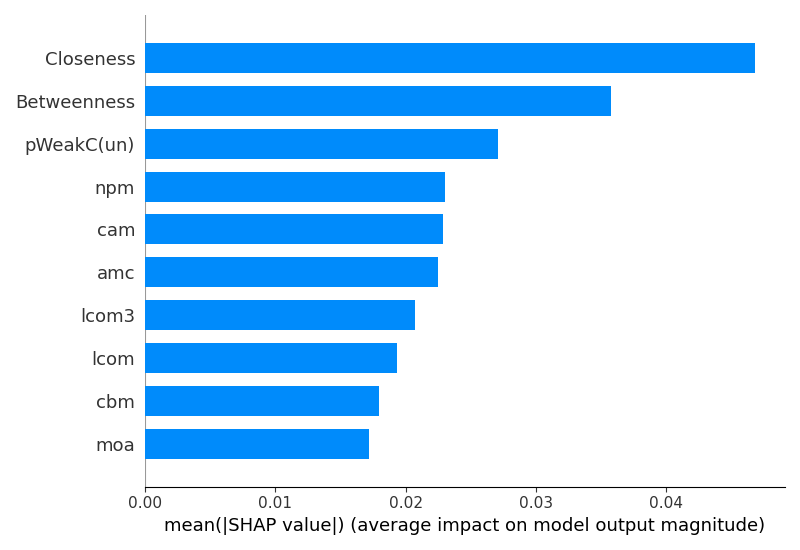 Closeness
Betweenness
pWeakC(un)
npm
cam
amc
lcom3
lcom
cbm
moa
0.00 0.01 0.02 0.03 0.04
mean(|SHAP value|) (average impact on model output magnitude)